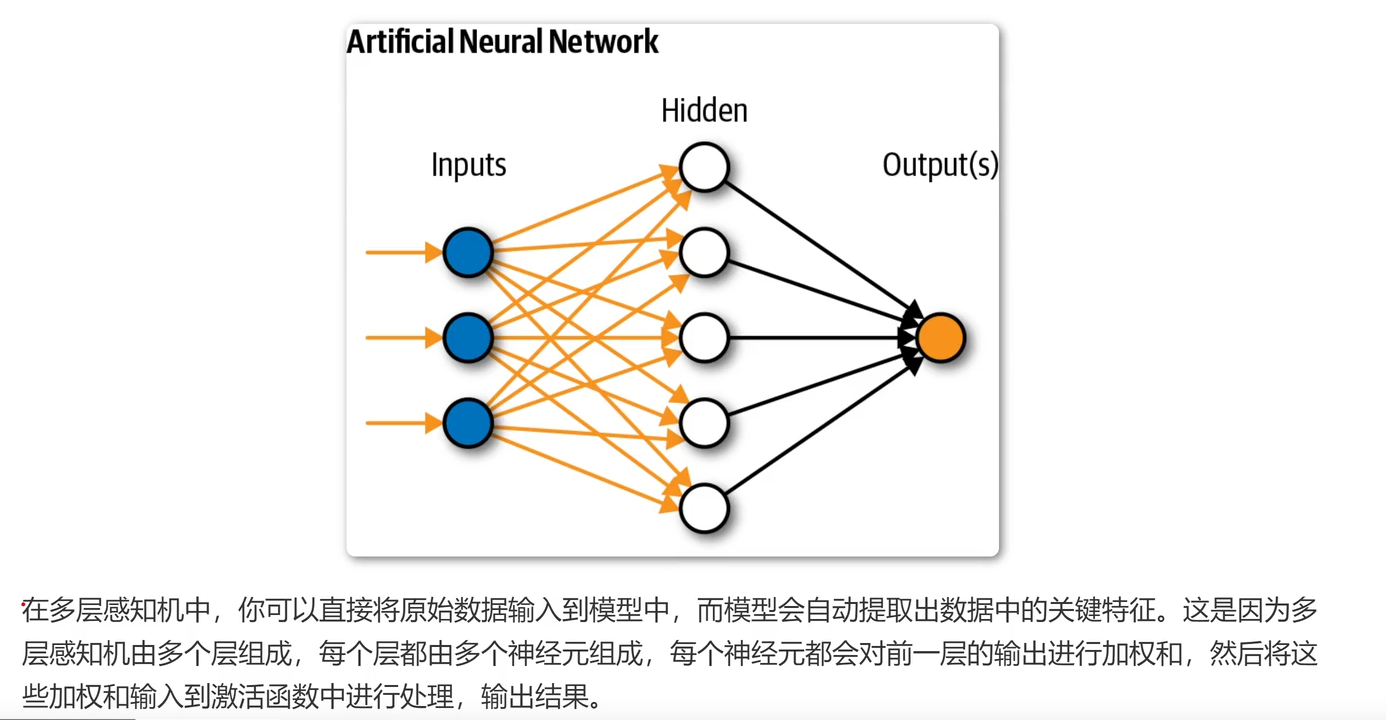 Artificial Neural Network
Hidden
Inputs
Output(s)
在多层感知机中，你可以直接将原始数据输入到模型中，而模型会自动提取出数据中的关键特征。这是因为多
层感知机由多个层组成，每个层都由多个神经元组成，每个神经元都会对前一层的输出进行加权和，然后将这
些加权和输入到激活函数中进行处理，输出结果。